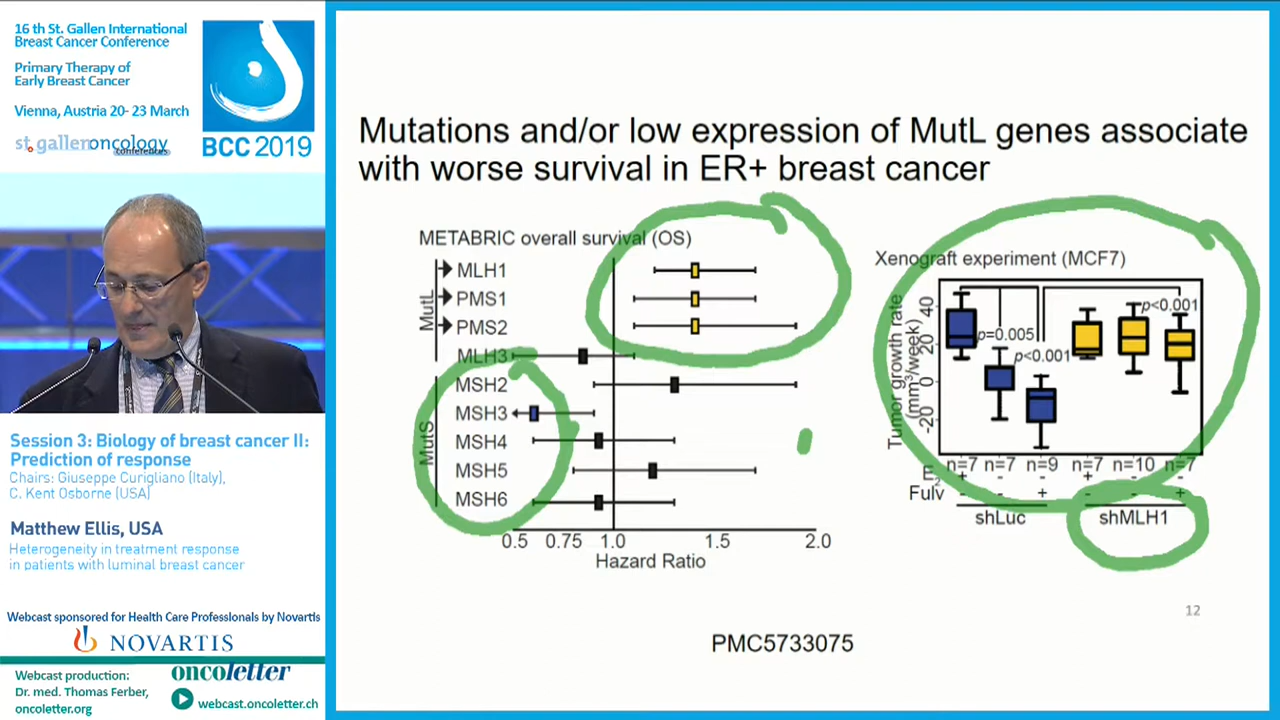 16 th St. Gallen International
Breast Cancer Conference
Primary Therapy of
Early Breast Cancer
Vienna, Austria 20- 23 March
st.gallenoncology
conferences
BCC 2019
Session 3: Biology of breast cancer II:
Prediction of response
Chairs: Giuseppe Curigliano (Italy),
C. Kent Osborne (USA)
Matthew Ellis, USA
Heterogeneity in treatment response
in patients with luminal breast cancer
Webcast sponsored for Health Care Professionals by Novartis
NOVARTIS
Webcast production:
Dr. med. Thomas Ferber,
oncoletter.org
oncoletter
webcast.oncoletter.ch
Mutations and/or low expression of MutL genes associate
with worse survival in ER+ breast cancer
METABRIC overall survival (OS)
MutL
MLH1
PMS1
PMS2
MLH3
MutS
MSH2
MSH3
MSH4
MSH5
MSH6
0.5 0.75 1.0 1.5 2.0
Hazard Ratio
Xenograft experiment (MCF7)
Tumor growth rate
(mm³/week)
40
20
0
-20
p=0.005
p<0.001
p<0.001
n=7 n=7 n=9 n=7 n=10 n=7
E2 + - - + - -
Fulv - - + - - +
shLuc shMLH1
12
PMC5733075